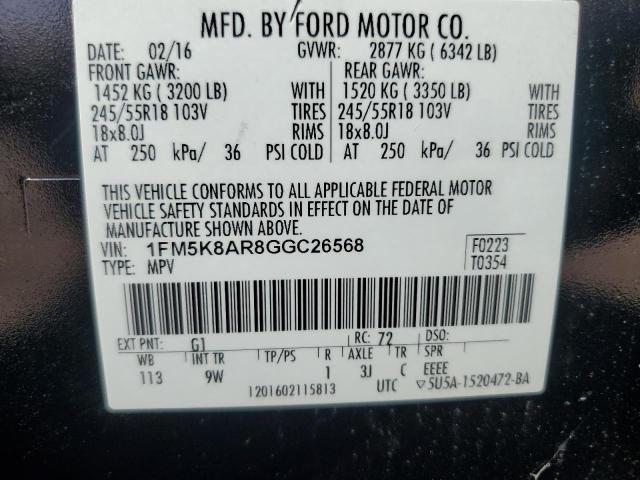 MFD. BY FORD MOTOR CO.
DATE: 02/16 GVWR: 2877 KG ( 6342 LB)
FRONT GAWR: REAR GAWR:
1452 KG ( 3200 LB) WITH 1520 KG ( 3350 LB) WITH
245/55R18 103V TIRES 245/55R18 103V TIRES
18x8.0J RIMS 18x8.0J RIMS
AT 250 kPa/ 36 PSI COLD AT 250 kPa/ 36 PSI COLD
THIS VEHICLE CONFORMS TO ALL APPLICABLE FEDERAL MOTOR
VEHICLE SAFETY STANDARDS IN EFFECT ON THE DATE OF
MANUFACTURE SHOWN ABOVE.
VIN: 1FM5K8AR8GGC26568 F0223
TYPE: MPV T0354
EXT PNT: G1 RC: 72 DSO:
WB INT TR TP/PS R AXLE TR SPR
113 9W 1 3J C EEEE
1201602115813 UTC ▽5U5A-1520472-BA